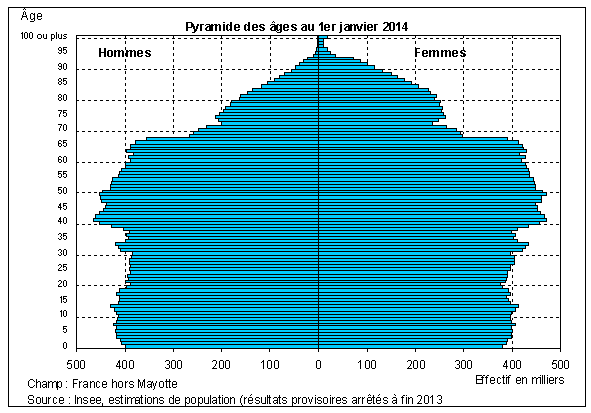 Âge
Pyramide des âges au 1er janvier 2014
100 ou plus
Hommes
Femmes
95
90
85
80
75
70
65
60
55
50
45
40
35
30
25
20
15
10
5
0
500 400 300 200 100 0 100 200 300 400 500
Effectif en milliers
Champ : France hors Mayotte
Source : Insee, estimations de population (résultats provisoires arrêtés à fin 2013